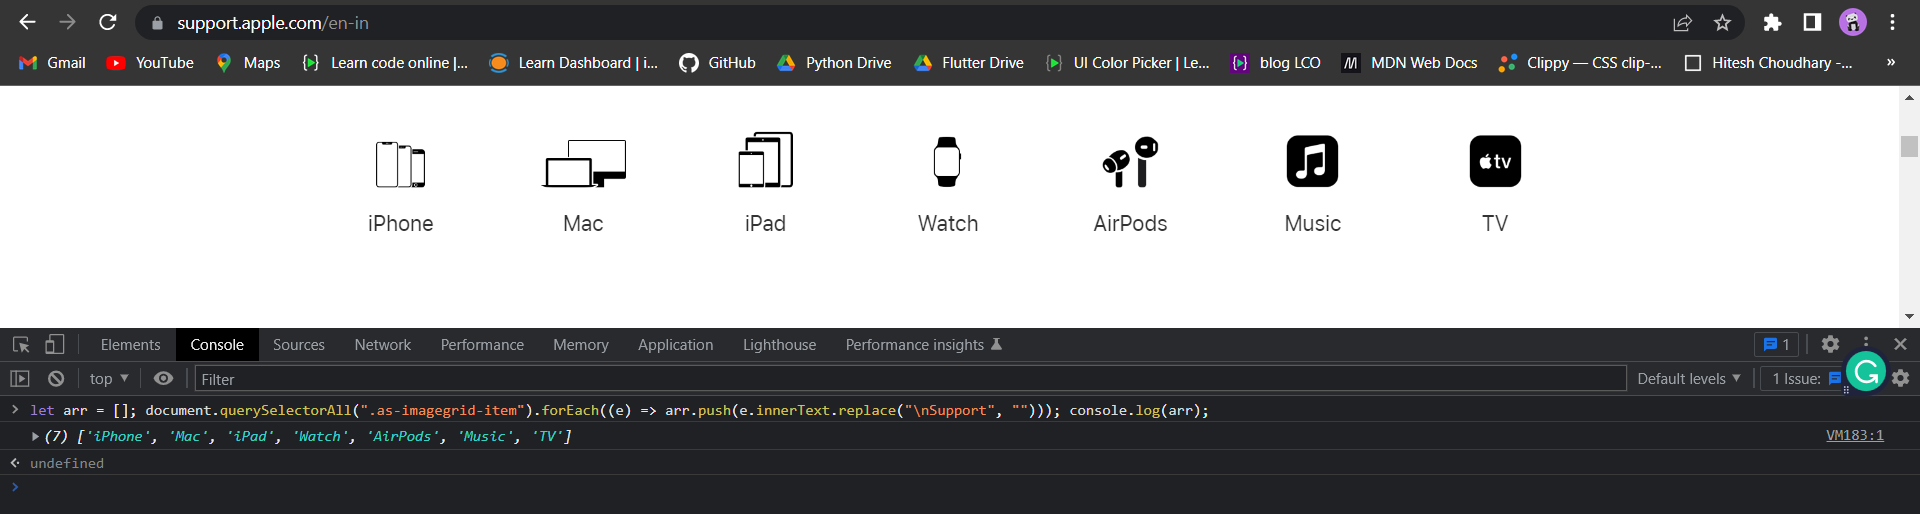 support.apple.com/en-in
Gmail YouTube Maps Learn code online |... Learn Dashboard | i... GitHub Python Drive Flutter Drive UI Color Picker | Le... blog LCO MDN Web Docs Clippy — CSS clip-... Hitesh Choudhary -... »
tv
iPhone Mac iPad Watch AirPods Music TV
Elements Console Sources Network Performance Memory Application Lighthouse Performance insights 1
top Filter Default levels 1 Issue:
let arr = []; document.querySelectorAll(".as-imagegrid-item").forEach((e) => arr.push(e.innerText.replace("\nSupport", ""))); console.log(arr);
(7) ['iPhone', 'Mac', 'iPad', 'Watch', 'AirPods', 'Music', 'TV'] VM183:1
undefined